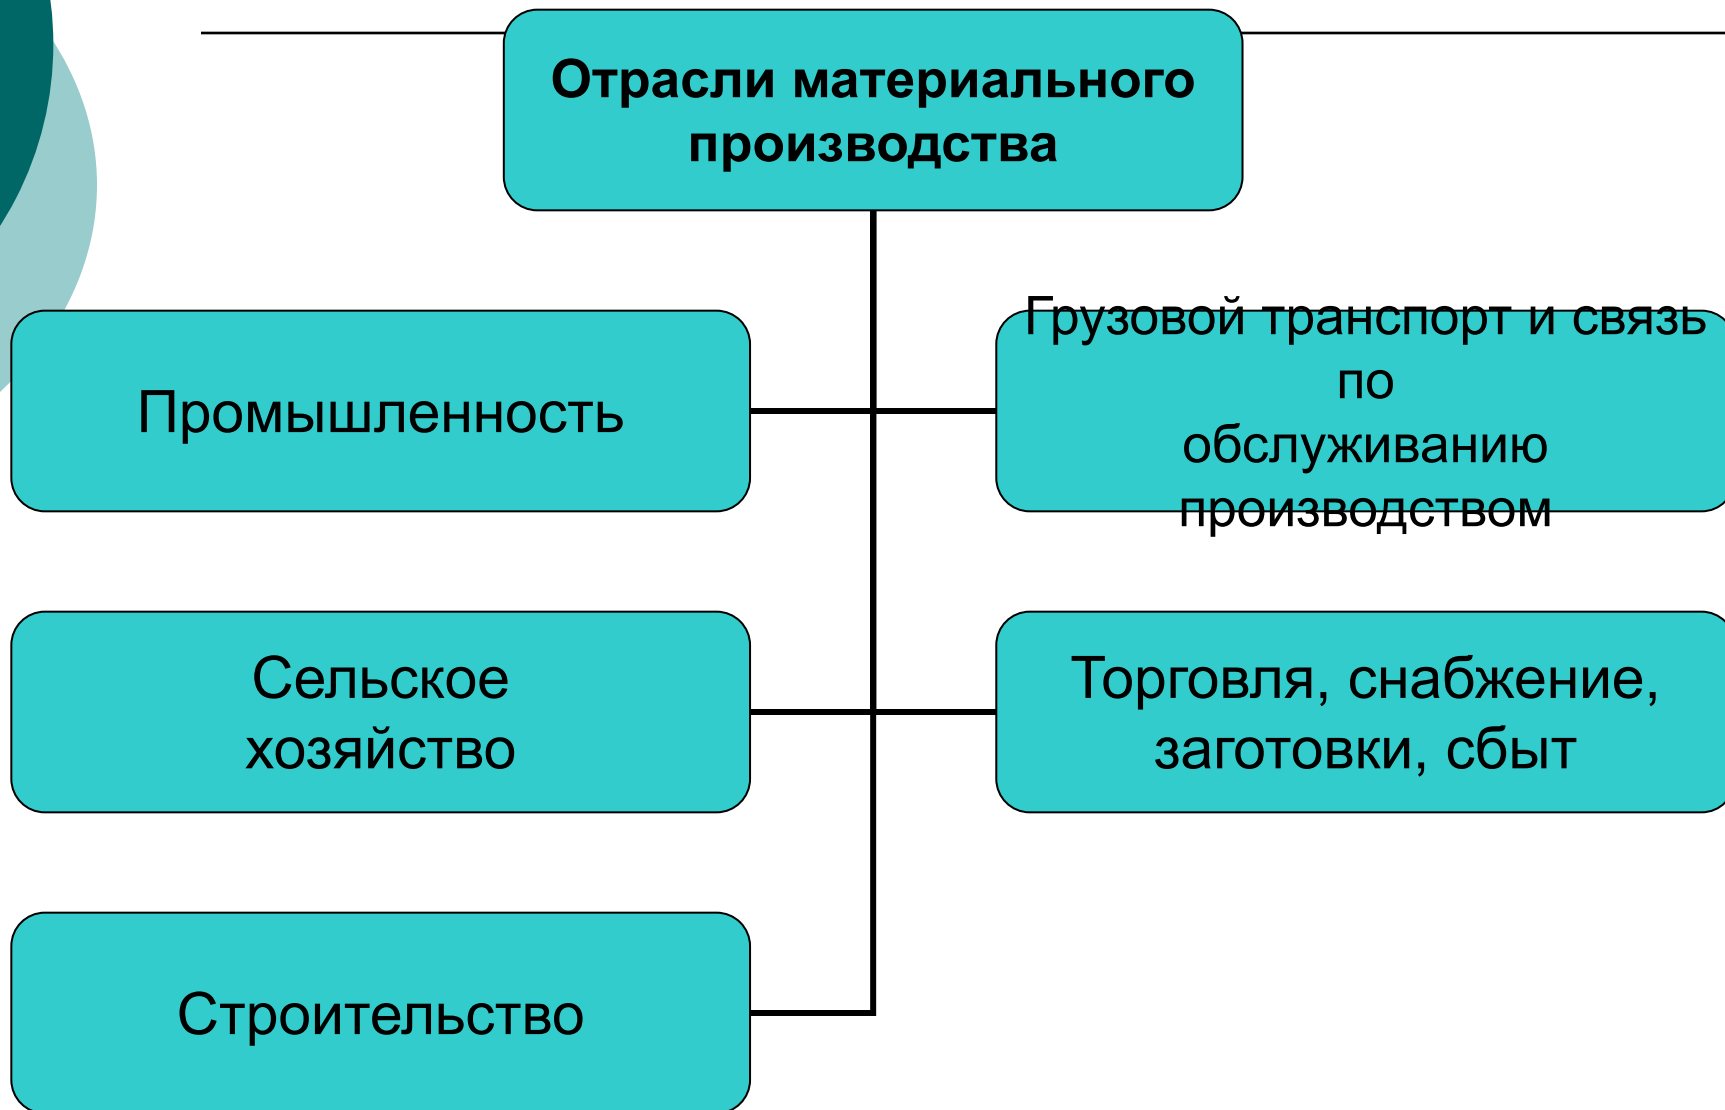 Отрасли материального
производства
Промышленность
Грузовой транспорт и связь
по
обслуживанию
производством
Сельское
хозяйство
Торговля, снабжение,
заготовки, сбыт
Строительство